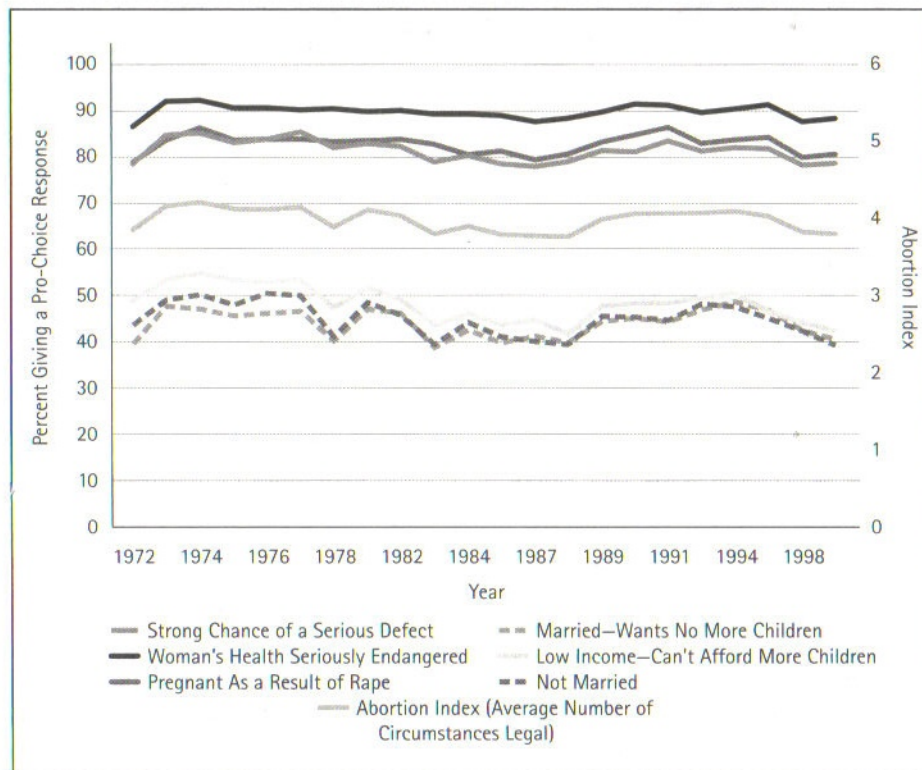 Percent Giving a Pro-Choice Response
100
90
80
70
60
50
40
30
20
10
0
6
5
4
3
2
1
0
Abortion Index
1972 1974 1976 1978 1982 1984 1987 1989 1991 1994 1998
Year
Strong Chance of a Serious Defect
Woman's Health Seriously Endangered
Pregnant As a Result of Rape
Married—Wants No More Children
Low Income—Can't Afford More Children
Not Married
Abortion Index (Average Number of
Circumstances Legal)